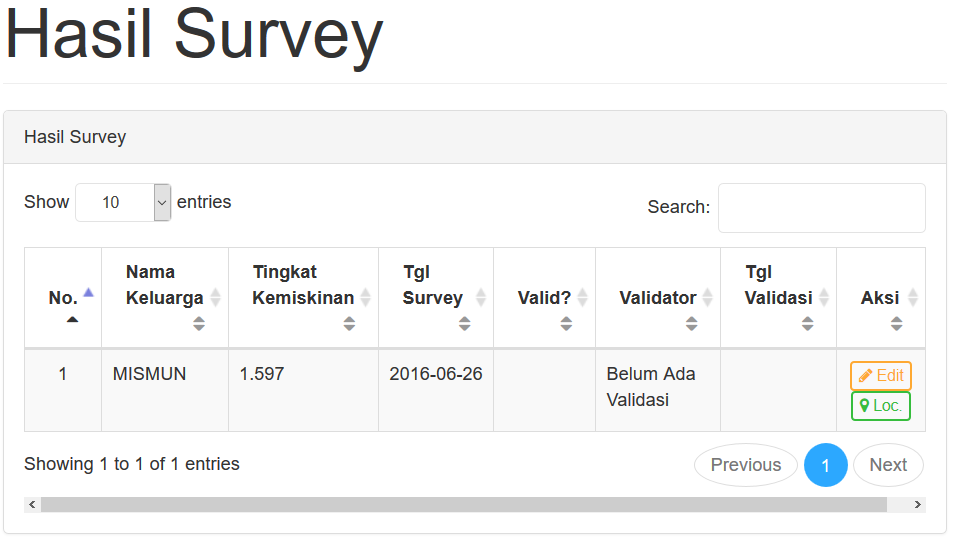 Hasil Survey
Hasil Survey
Show 10 entries
Search:
No.
Nama Keluarga
Tingkat Kemiskinan
Tgl Survey
Valid?
Validator
Tgl Validasi
Aksi
1 MISMUN 1.597 2016-06-26 Belum Ada Validasi
Edit
Loc.
Showing 1 to 1 of 1 entries
Previous 1 Next